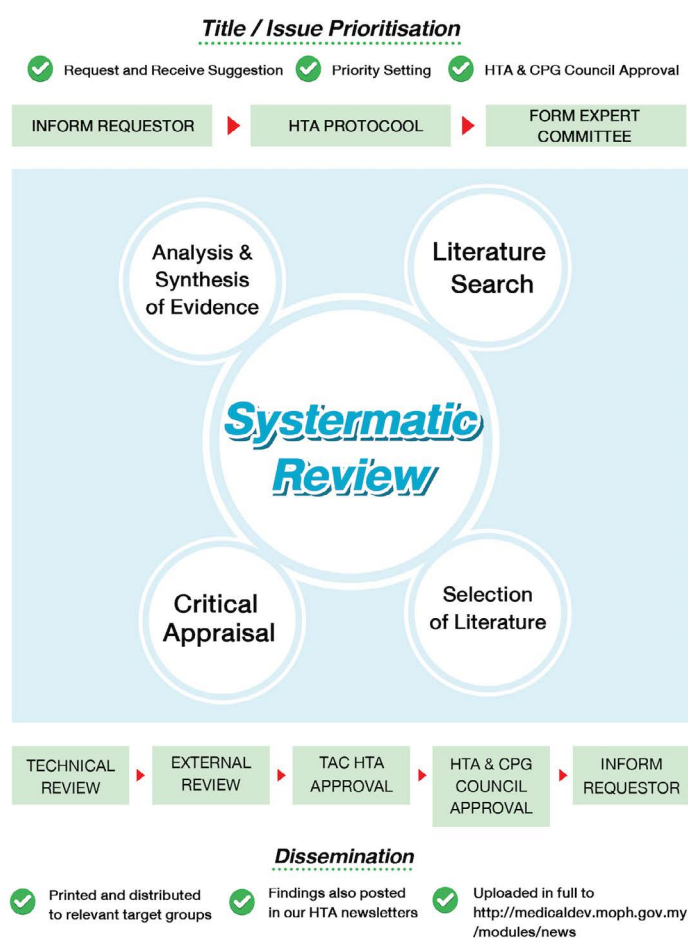 Title / Issue Prioritisation
Request and Receive Suggestion
Priority Setting
HTA & CPG Council Approval
INFORM REQUESTOR
HTA PROTOCOOL
FORM EXPERT
COMMITTEE
Analysis &
Synthesis
of Evidence
Literature
Search
Systermatic
Review
Critical
Appraisal
Selection
of Literature
TECHNICAL
REVIEW
EXTERNAL
REVIEW
TAC HTA
APPROVAL
HTA & CPG
COUNCIL
APPROVAL
INFORM
REQUESTOR
Dissemination
Printed and distributed
to relevant target groups
Findings also posted
in our HTA newsletters
Uploaded in full to
http://medicaldev.moph.gov.my
/modules/news